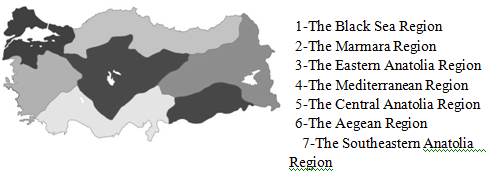 1-The Black Sea Region
2-The Marmara Region
3-The Eastern Anatolia Region
4-The Mediterranean Region
5-The Central Anatolia Region
6-The Aegean Region
7-The Southeastern Anatolia
Region